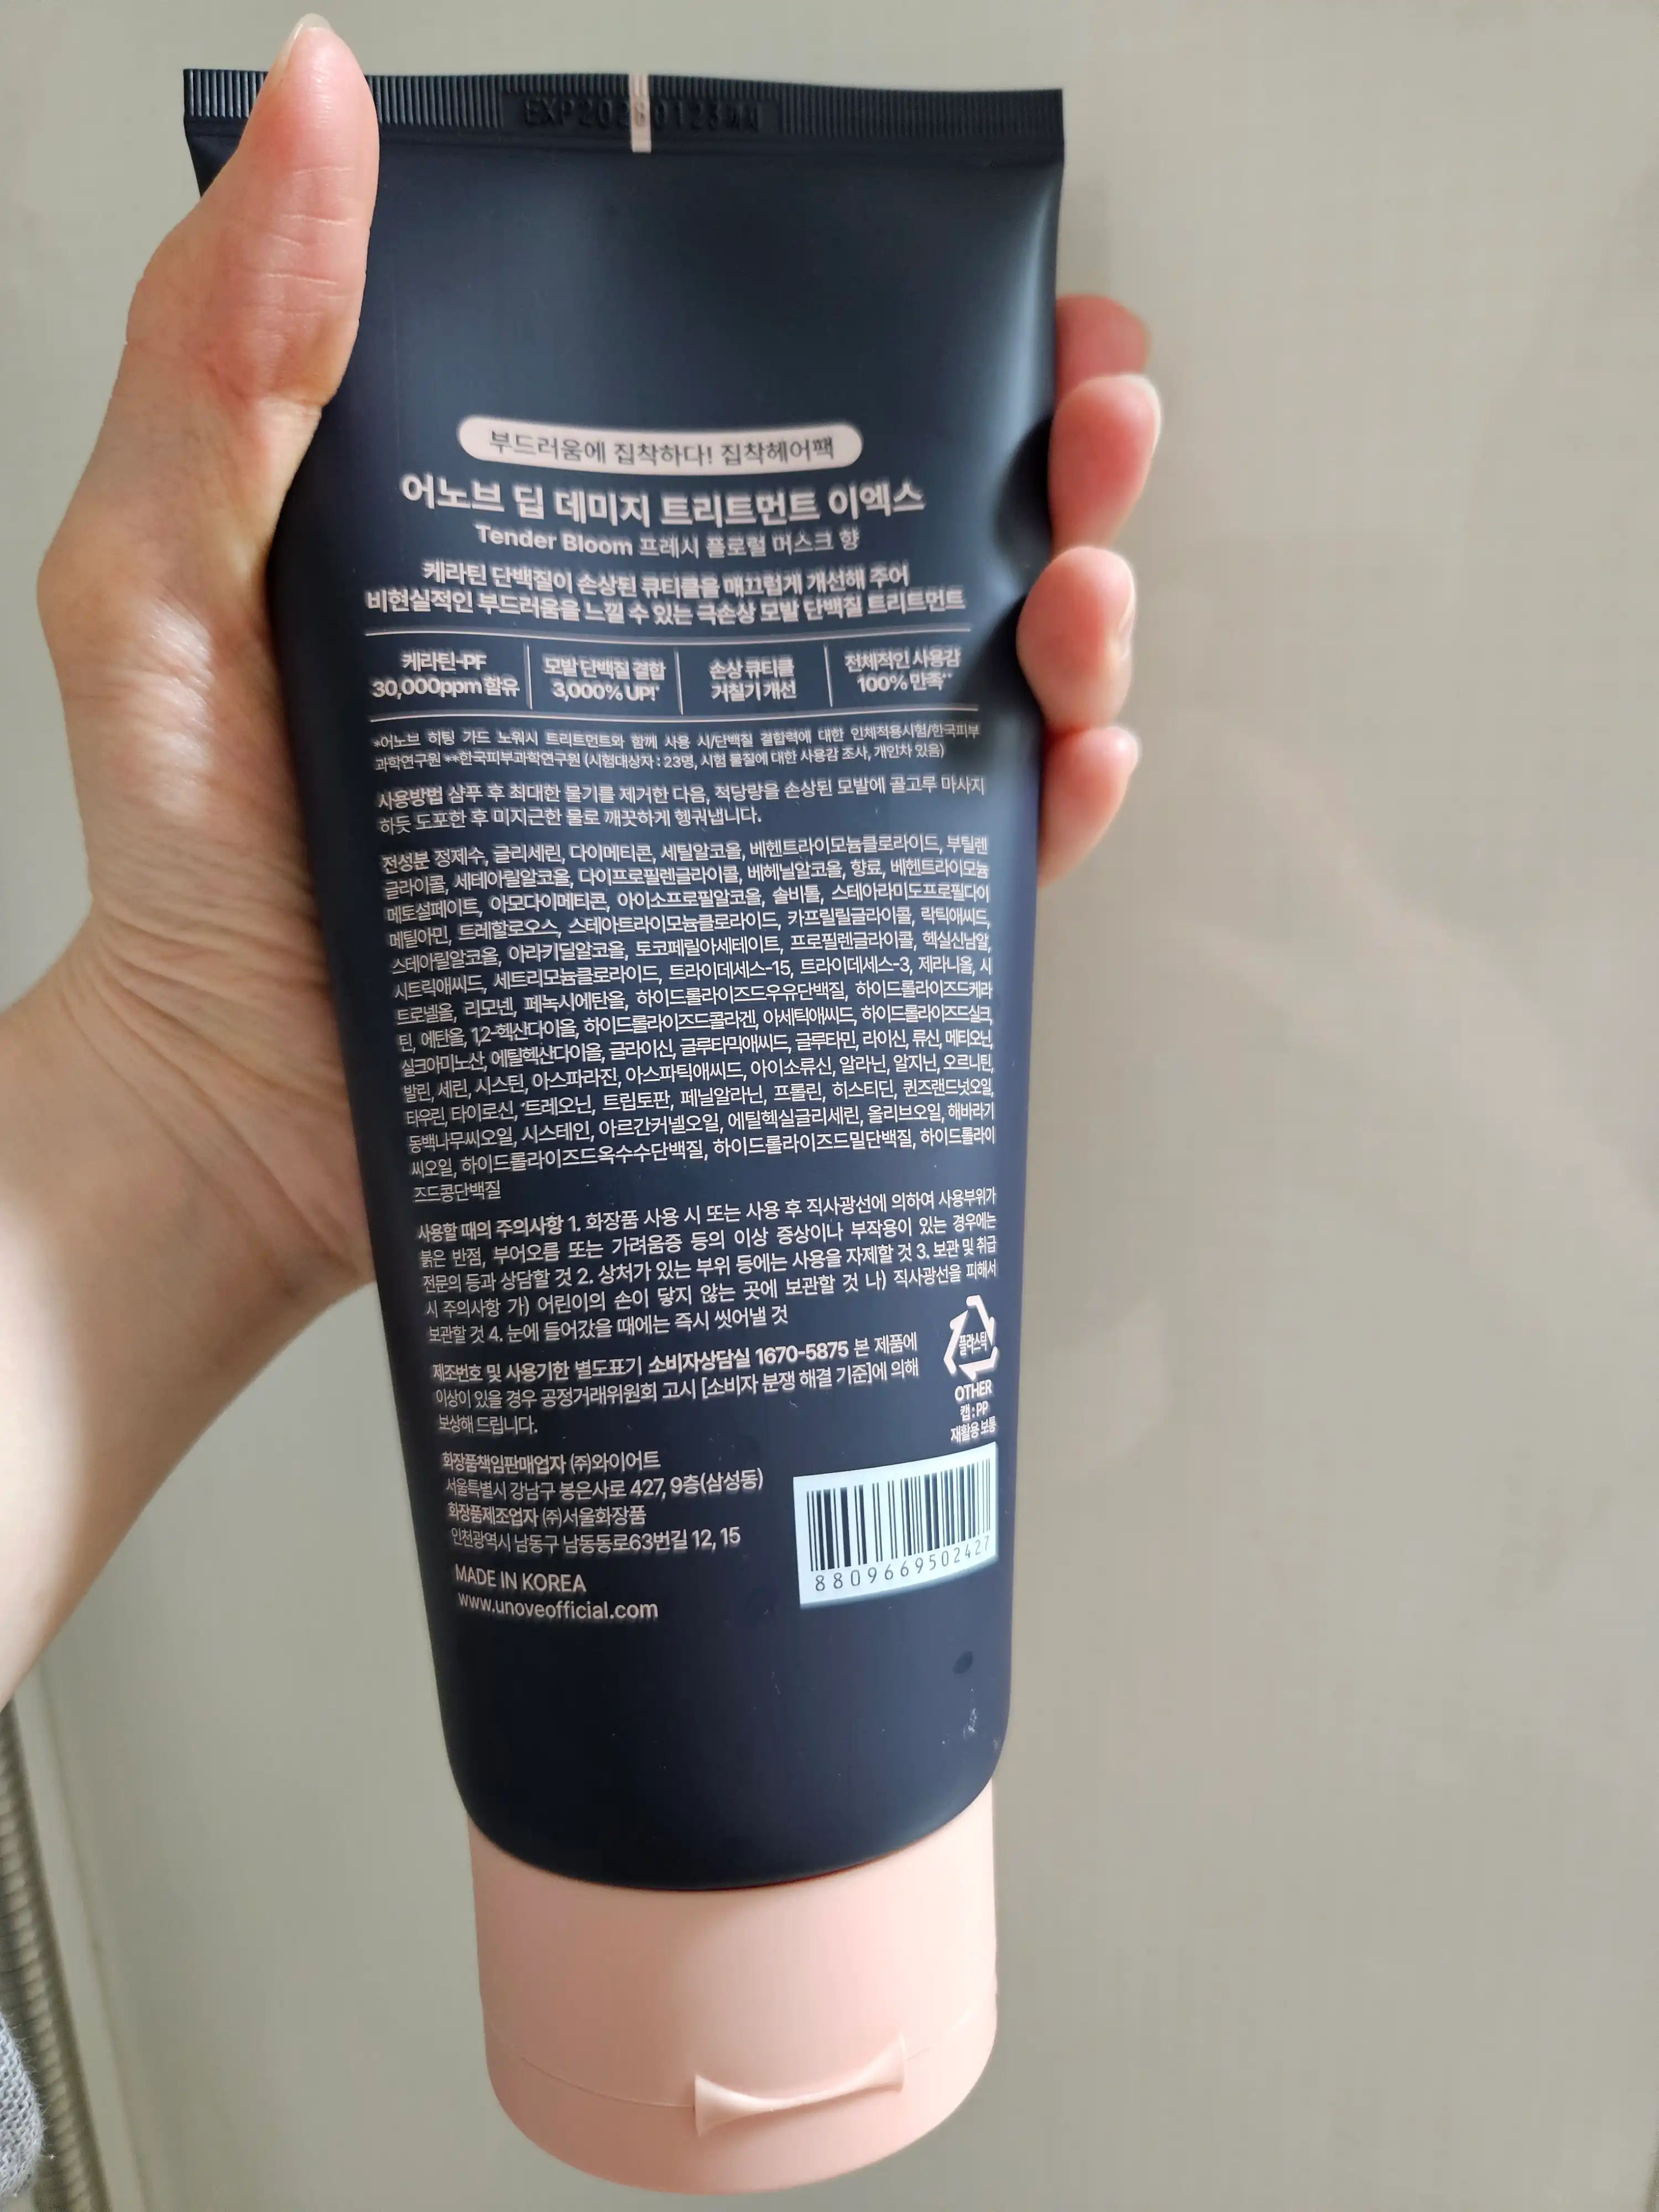 EXP20280123까지
부드러움에 집착하다! 집착헤어팩
어노브 딥 데미지 트리트먼트 이엑스
Tender Bloom 프레시 플로럴 머스크 향
케라틴 단백질이 손상된 큐티클을 매끄럽게 개선해 주어
비현실적인 부드러움을 느낄 수 있는 극손상 모발 단백질 트리트먼트
케라틴-PF
30,000ppm 함유
모발 단백질 결합
3,000% UP!*
손상 큐티클
거칠기 개선
전체적인 사용감
100% 만족**
*어노브 히팅 가드 노워시 트리트먼트와 함께 사용 시/단백질 결합력에 대한 인체적용시험/한국피부
과학연구원 **한국피부과학연구원 (시험대상자 : 23명, 시험 물질에 대한 사용감 조사, 개인차 있음)
사용방법 샴푸 후 최대한 물기를 제거한 다음, 적당량을 손상된 모발에 골고루 마사지
하듯 도포한 후 미지근한 물로 깨끗하게 헹궈냅니다.
전성분 정제수, 글리세린, 다이메티콘, 세틸알코올, 베헨트라이모늄클로라이드, 부틸렌
글라이콜, 세테아릴알코올, 다이프로필렌글라이콜, 베헤닐알코올, 향료, 베헨트라이모늄
메토설페이트, 아모다이메티콘, 아이소프로필알코올, 솔비톨, 스테아라미도프로필다이
메틸아민, 트레할로오스, 스테아트라이모늄클로라이드, 카프릴릴글라이콜, 락틱애씨드,
스테아릴알코올, 아라키딜알코올, 토코페릴아세테이트, 프로필렌글라이콜, 헥실신남알,
시트릭애씨드, 세트리모늄클로라이드, 트라이데세스-15, 트라이데세스-3, 제라니올, 시
트로넬올, 리모넨, 페녹시에탄올, 하이드롤라이즈드우유단백질, 하이드롤라이즈드케라
틴, 에탄올, 1,2-헥산다이올, 하이드롤라이즈드콜라겐, 아세틱애씨드, 하이드롤라이즈드실크,
실크아미노산, 에틸헥산다이올, 글라이신, 글루타믹애씨드, 글루타민, 라이신, 류신, 메티오닌,
발린, 세린, 시스틴, 아스파라진, 아스파틱애씨드, 아이소류신, 알라닌, 알지닌, 오르니틴,
타우린, 타이로신, 트레오닌, 트립토판, 페닐알라닌, 프롤린, 히스티딘, 퀸즈랜드넛오일,
동백나무씨오일, 시스테인, 아르간커넬오일, 에틸헥실글리세린, 올리브오일, 해바라기
씨오일, 하이드롤라이즈드옥수수단백질, 하이드롤라이즈드밀단백질, 하이드롤라이
즈드콩단백질
사용할 때의 주의사항 1. 화장품 사용 시 또는 사용 후 직사광선에 의하여 사용부위가
붉은 반점, 부어오름 또는 가려움증 등의 이상 증상이나 부작용이 있는 경우에는
전문의 등과 상담할 것 2. 상처가 있는 부위 등에는 사용을 자제할 것 3. 보관 및 취급
시 주의사항 가) 어린이의 손이 닿지 않는 곳에 보관할 것 나) 직사광선을 피해서
보관할 것 4. 눈에 들어갔을 때에는 즉시 씻어낼 것
제조번호 및 사용기한 별도표기 소비자상담실 1670-5875 본 제품에
이상이 있을 경우 공정거래위원회 고시 [소비자 분쟁 해결 기준]에 의해
보상해 드립니다.
플라스틱
OTHER
캡 : PP
재활용 보통
화장품책임판매업자 (주)와이어트
서울특별시 강남구 봉은사로 427, 9층(삼성동)
화장품제조업자 (주)서울화장품
인천광역시 남동구 남동동로63번길 12, 15
MADE IN KOREA
www.unoveofficial.com
8809669502427